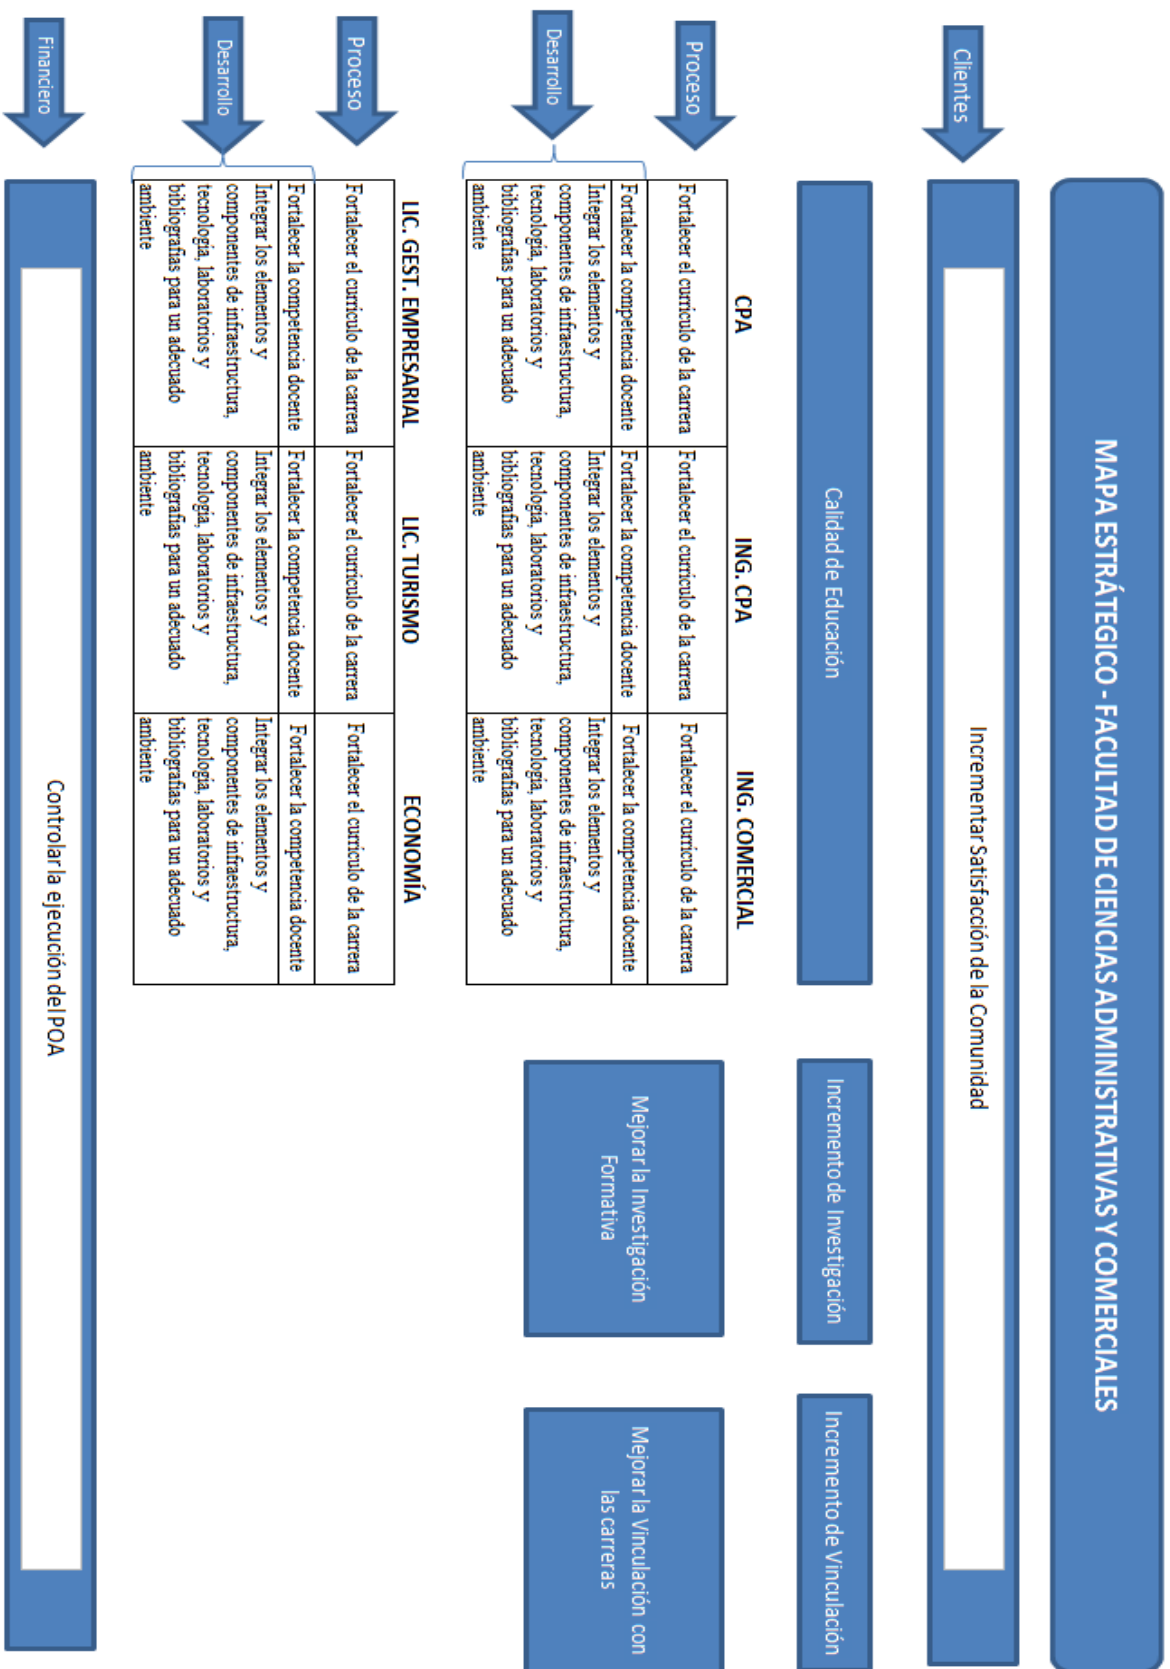 MAPA ESTRÁTEGICO - FACULTAD DE CIENCIAS ADMINISTRATIVAS Y COMERCIALES
Clientes
Incrementar Satisfacción de la Comunidad
Calidad de Educación
Incremento de Investigación
Incremento de Vinculación
CPA
ING. CPA
ING. COMERCIAL
Proceso
Fortalecer el currículo de la carrera
Fortalecer el currículo de la carrera
Fortalecer el currículo de la carrera
Desarrollo
Fortalecer la competencia docente
Fortalecer la competencia docente
Fortalecer la competencia docente
Integrar los elementos y
componentes de infraestructura,
tecnología, laboratorios y
bibliografías para un adecuado
ambiente
Integrar los elementos y
componentes de infraestructura,
tecnología, laboratorios y
bibliografías para un adecuado
ambiente
Integrar los elementos y
componentes de infraestructura,
tecnología, laboratorios y
bibliografías para un adecuado
ambiente
Mejorar la Investigación
Formativa
Mejorar la Vinculación con
las carreras
LIC. GEST. EMPRESARIAL
LIC. TURISMO
ECONOMÍA
Proceso
Fortalecer el currículo de la carrera
Fortalecer el currículo de la carrera
Fortalecer el currículo de la carrera
Desarrollo
Fortalecer la competencia docente
Fortalecer la competencia docente
Fortalecer la competencia docente
Integrar los elementos y
componentes de infraestructura,
tecnología, laboratorios y
bibliografías para un adecuado
ambiente
Integrar los elementos y
componentes de infraestructura,
tecnología, laboratorios y
bibliografías para un adecuado
ambiente
Integrar los elementos y
componentes de infraestructura,
tecnología, laboratorios y
bibliografías para un adecuado
ambiente
Financiero
Controlar la ejecución del POA